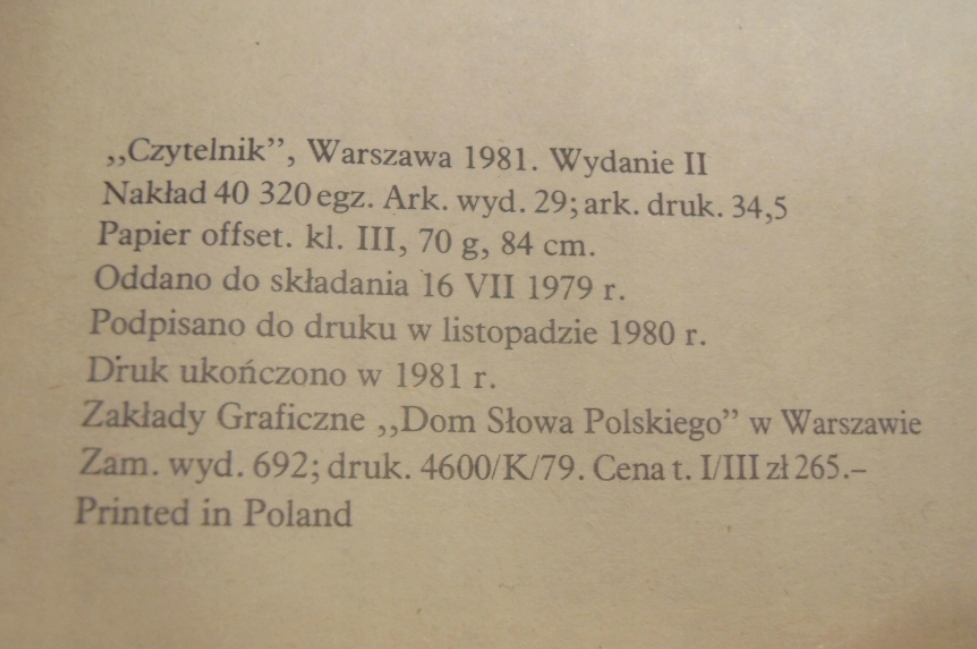 „Czytelnik”, Warszawa 1981. Wydanie II
Nakład 40 320 egz. Ark. wyd. 29; ark. druk. 34,5
Papier offset. kl. III, 70 g, 84 cm.
Oddano do składania 16 VII 1979 r.
Podpisano do druku w listopadzie 1980 r.
Druk ukończono w 1981 r.
Zakłady Graficzne „Dom Słowa Polskiego” w Warszawie
Zam. wyd. 692; druk. 4600/K/79. Cena t. I/III zł 265.–
Printed in Poland